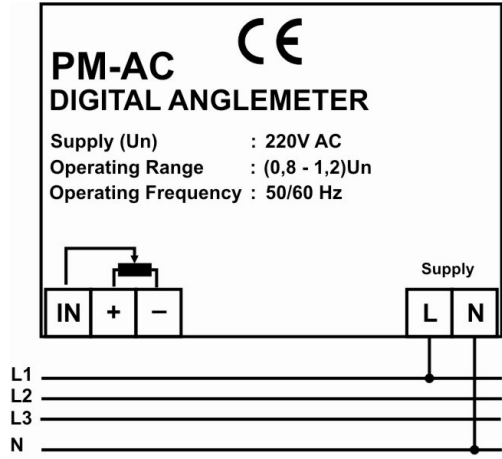 CE
PM-AC
DIGITAL ANGLEMETER
Supply (Un) : 220V AC
Operating Range : (0,8 - 1,2)Un
Operating Frequency : 50/60 Hz
Supply
IN + – L N
L1
L2
L3
N